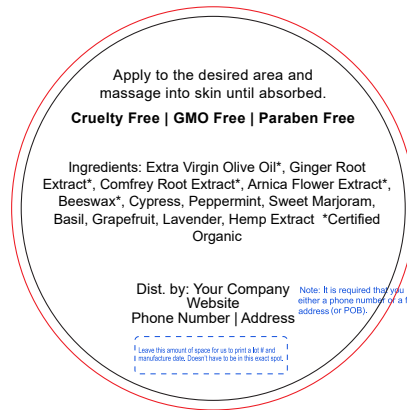 Apply to the desired area and
massage into skin until absorbed.
Cruelty Free | GMO Free | Paraben Free
Ingredients: Extra Virgin Olive Oil*, Ginger Root
Extract*, Comfrey Root Extract*, Arnica Flower Extract*,
Beeswax*, Cypress, Peppermint, Sweet Marjoram,
Basil, Grapefruit, Lavender, Hemp Extract *Certified
Organic
Dist. by: Your Company
Website
Phone Number | Address
Note: It is required that you
either a phone number or a f
address (or POB).
Leave this amount of space for us to print a lot # and
manufacture date. Doesn't have to be in this exact spot.